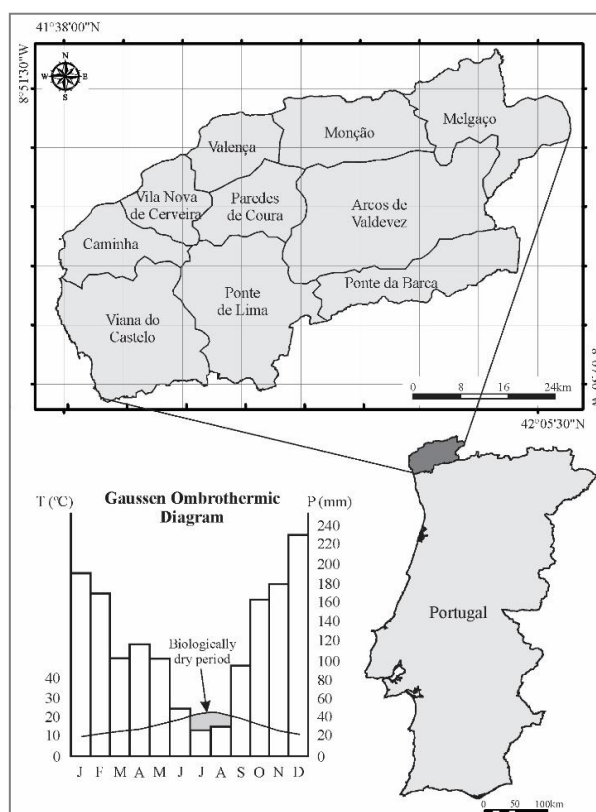 41°38'00"N
8°51'30"W
N
W
E
S
Melgaço
Monção
Valença
Vila Nova
de Cerveira
Paredes
de Coura
Arcos de
Valdevez
Caminha
Ponte
de Lima
Ponte da Barca
Viana do
Castelo
0 8 16 24km
42°05'30"N
T (ºC)
Gaussen Ombrothermic
Diagram
P (mm)
240
220
200
180
160
140
120
100
80
60
40
20
0
40
30
20
10
0
Biologically
dry period
J F M A M J J A S O N D
Portugal
0 50 100km